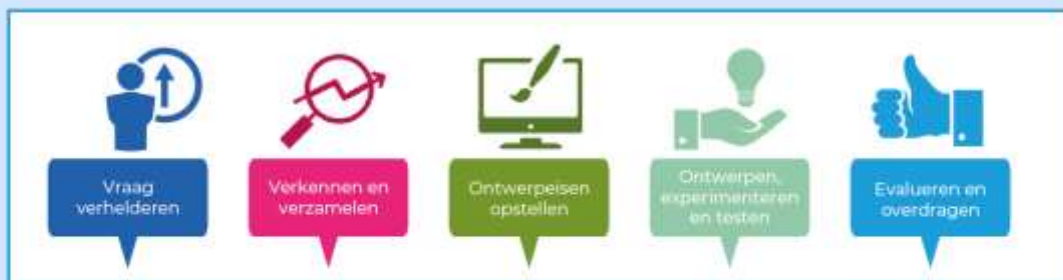 Vraag
verhelderen
Verkennen en
verzamelen
Ontwerpeisen
opstellen
Ontwerpen,
experimenteren
en testen
Evalueren en
overdragen